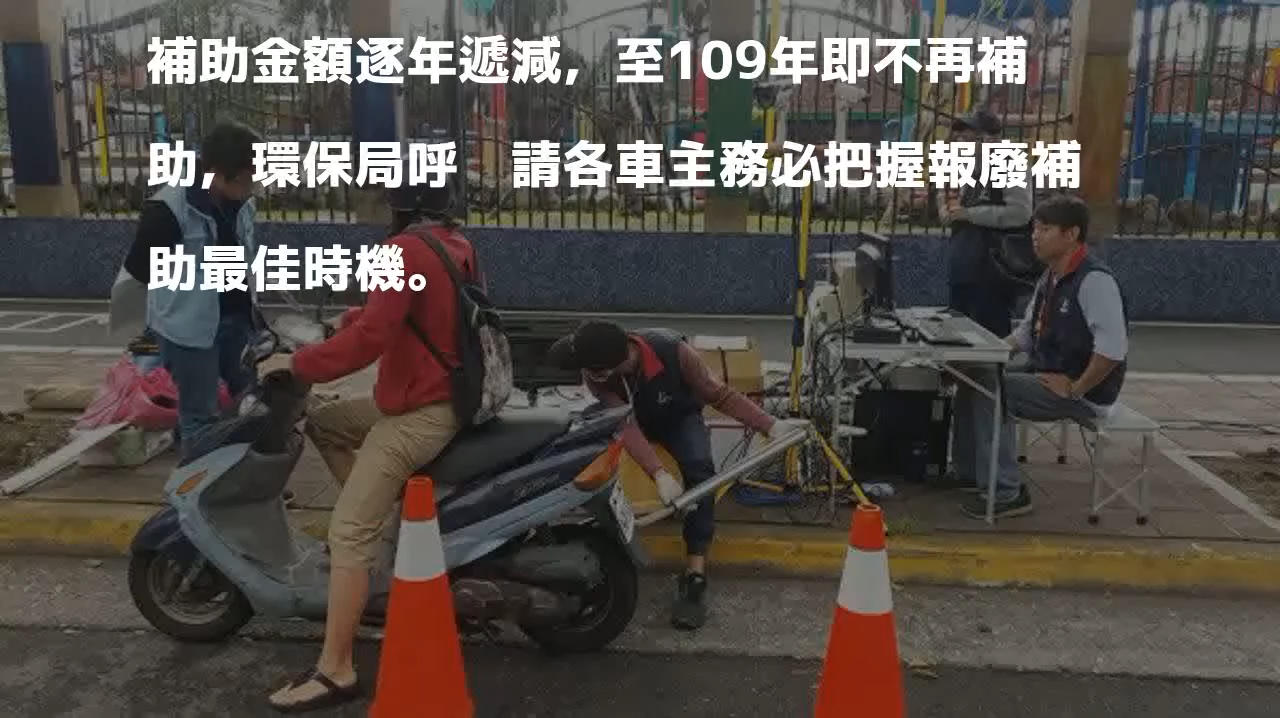 補助金額逐年遞減，至109年即不再補
助，環保局呼　請各車主務必把握報廢補
助最佳時機。